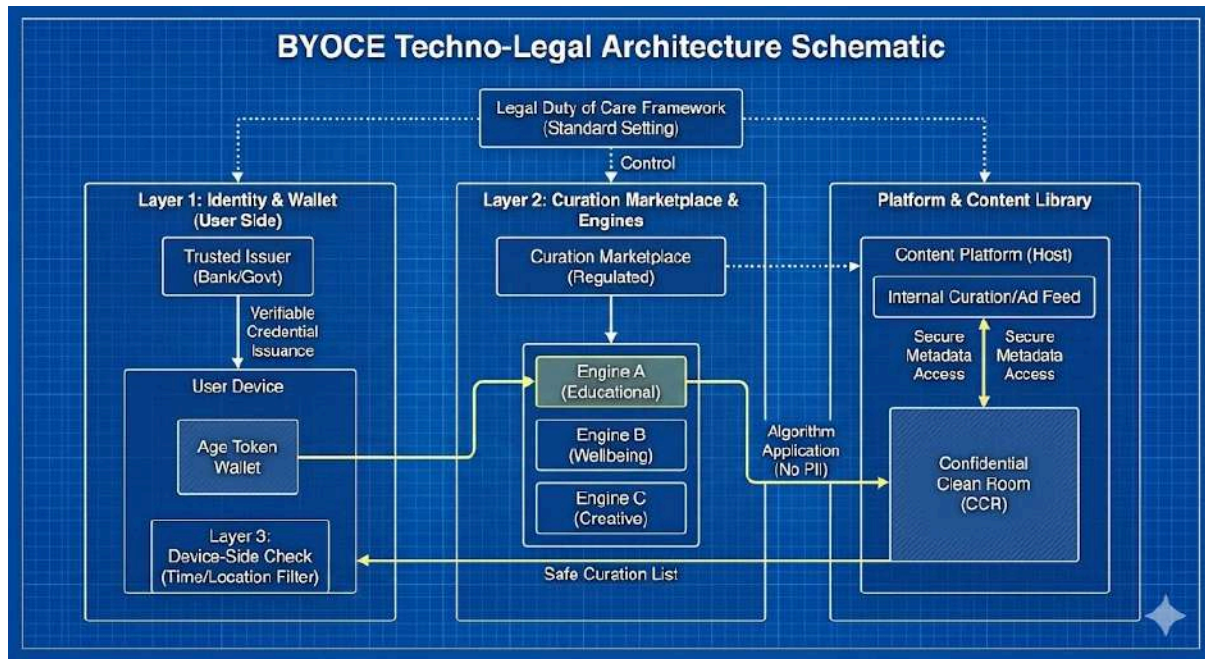 BYOCE Techno-Legal Architecture Schematic
Legal Duty of Care Framework
(Standard Setting)
Control
Layer 1: Identity & Wallet
(User Side)
Trusted Issuer
(Bank/Govt)
Verifiable
Credential
Issuance
User Device
Age Token
Wallet
Layer 3:
Device-Side Check
(Time/Location Filter)
Layer 2: Curation Marketplace &
Engines
Curation Marketplace
(Regulated)
Engine A
(Educational)
Engine B
(Wellbeing)
Engine C
(Creative)
Safe Curation List
Algorithm
Application
(No PII)
Platform & Content Library
Content Platform (Host)
Internal Curation/Ad Feed
Secure
Metadata
Access
Secure
Metadata
Access
Confidential
Clean Room
(CCR)